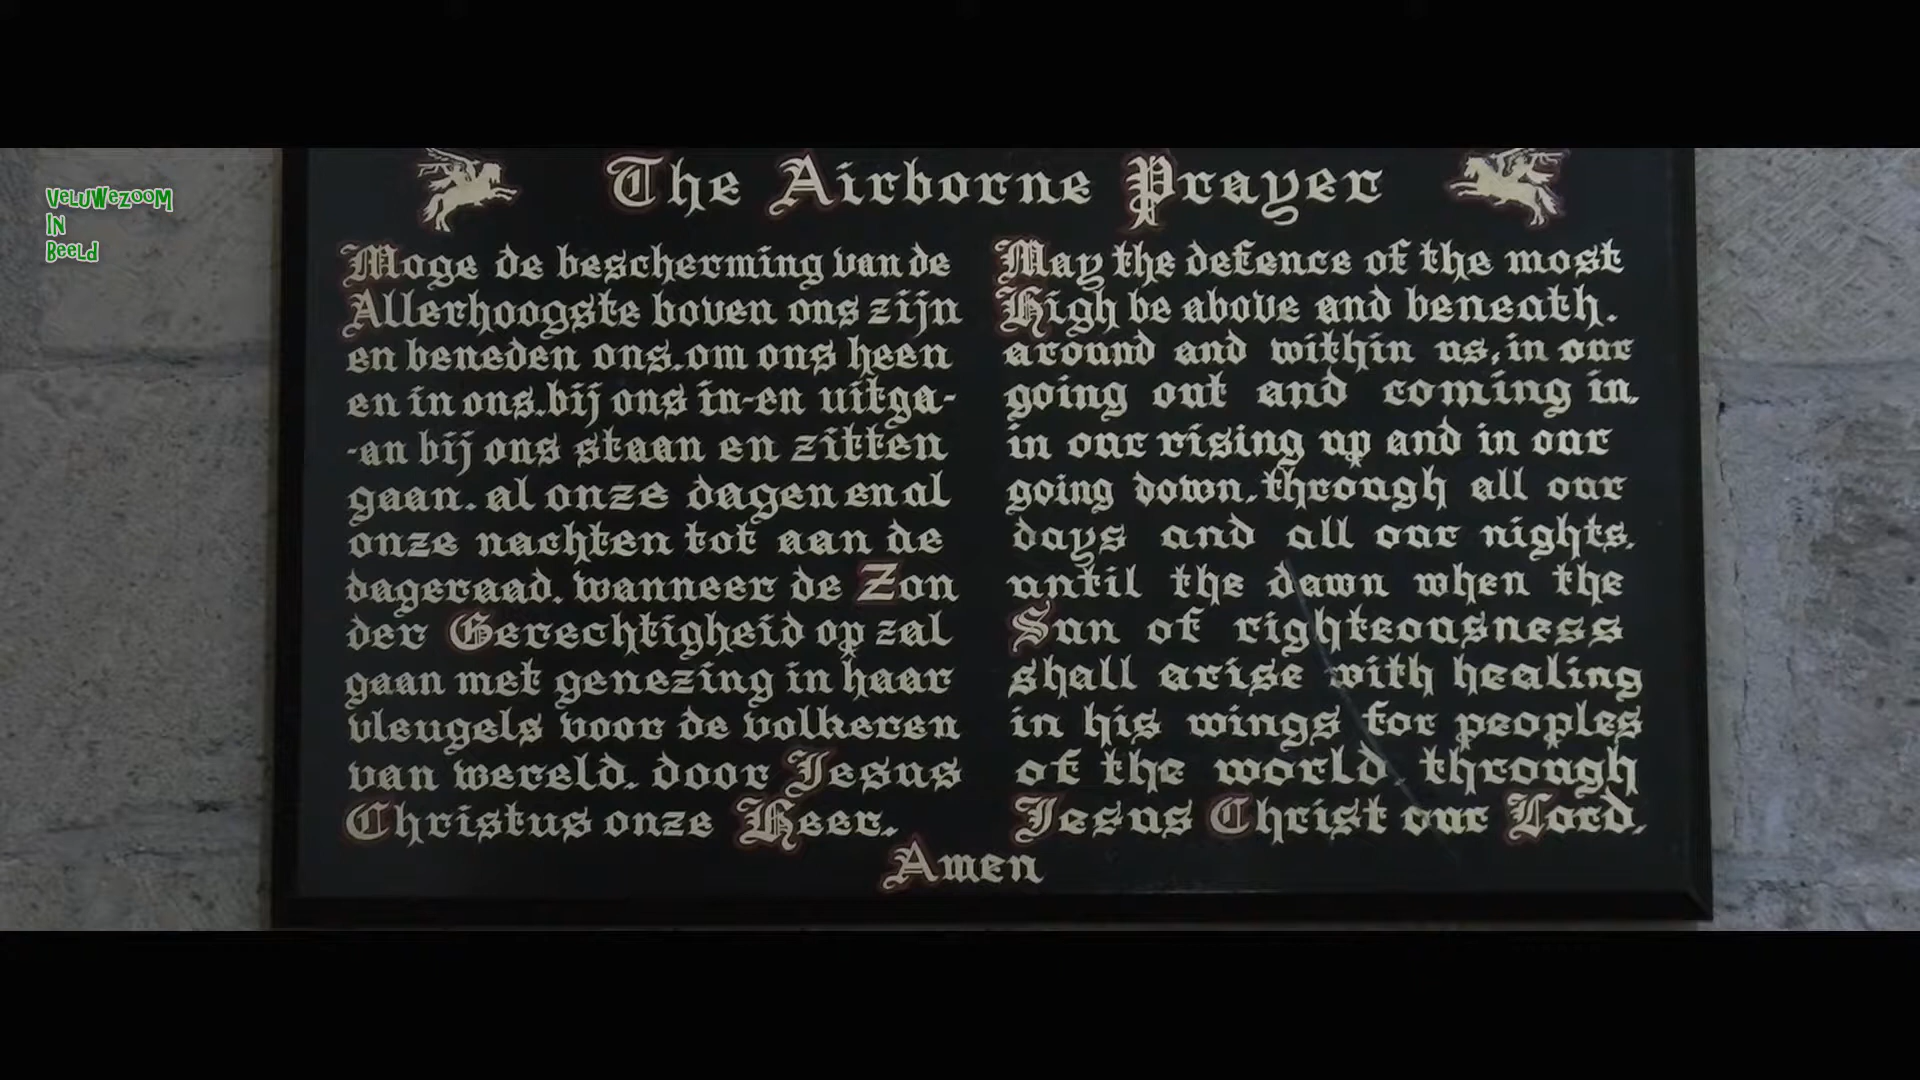 VeluwezooM
IN
Beeld
The Airborne Prayer
Moge de bescherming van de
Allerhoogste boven ons zijn
en beneden ons. om ons heen
en in ons. bij ons in-en uitga-
-an bij ons staan en zitten
gaan. al onze dagen en al
onze nachten tot aan de
dageraad. wanneer de Zon
der Gerechtigheid op zal
gaan met genezing in haar
vleugels voor de volkeren
van wereld. door Jesus
Christus onze Heer.
May the defence of the most
High be above and beneath.
around and within us, in our
going out and coming in.
in our rising up and in our
going down. through all our
days and all our nights.
until the dawn when the
Sun of righteousness
shall arise with healing
in his wings for peoples
of the world through
Jesus Christ our Lord.
Amen